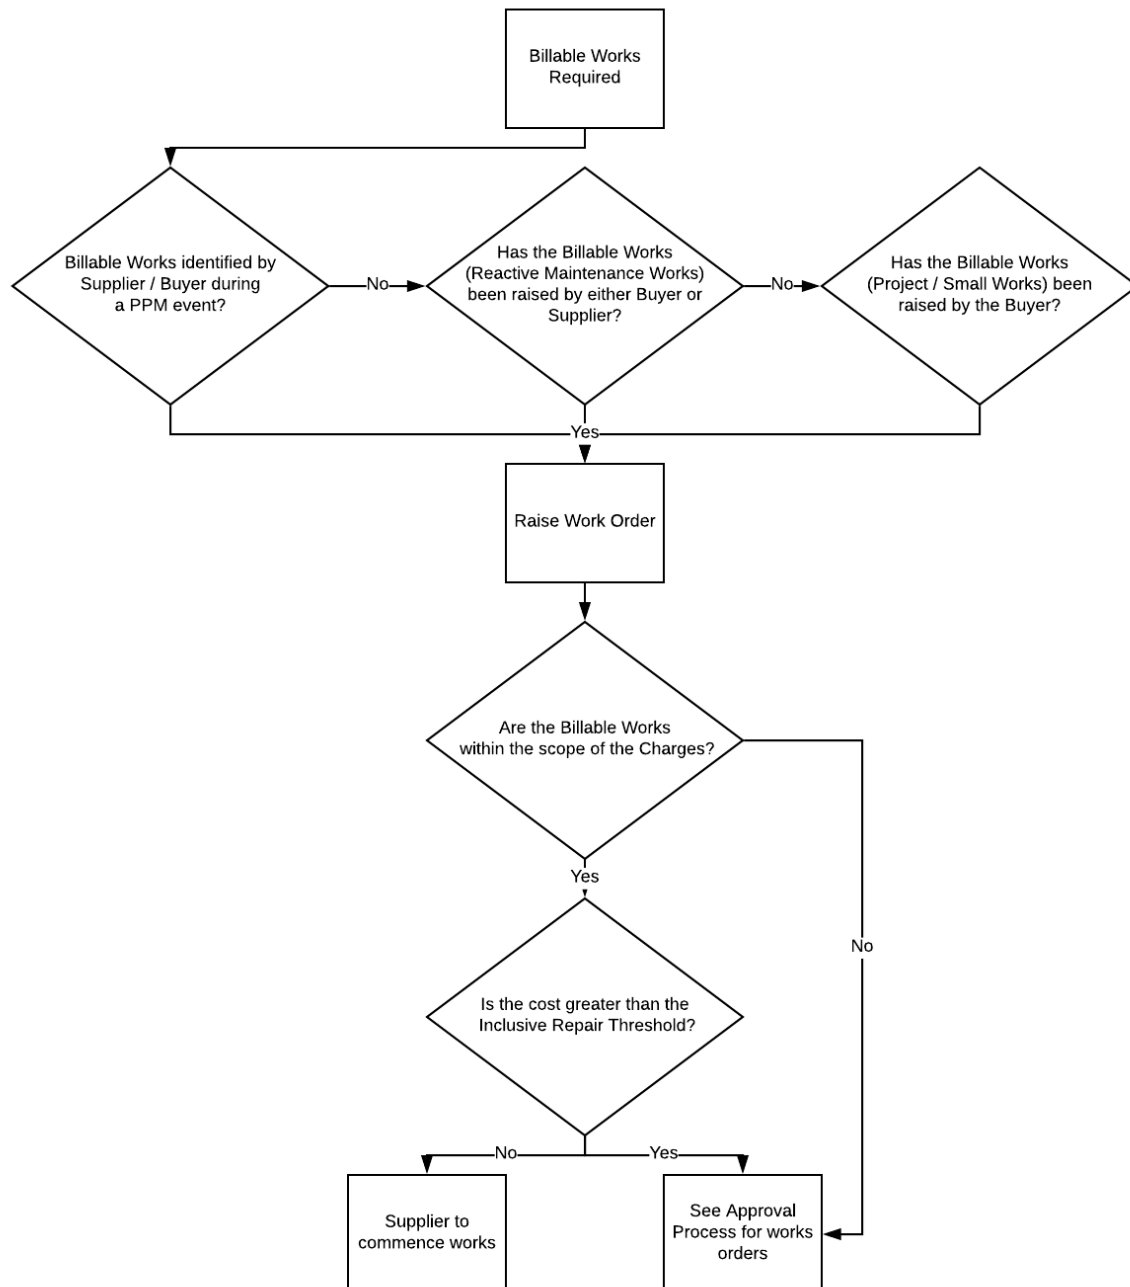 Billable Works
Required
Billable Works identified by
Supplier / Buyer during
a PPM event?
No
Has the Billable Works
(Reactive Maintenance Works)
been raised by either Buyer or
Supplier?
No
Has the Billable Works
(Project / Small Works) been
raised by the Buyer?
Yes
Raise Work Order
Are the Billable Works
within the scope of the Charges?
Yes
No
Is the cost greater than the
Inclusive Repair Threshold?
No
Yes
Supplier to
commence works
See Approval
Process for works
orders